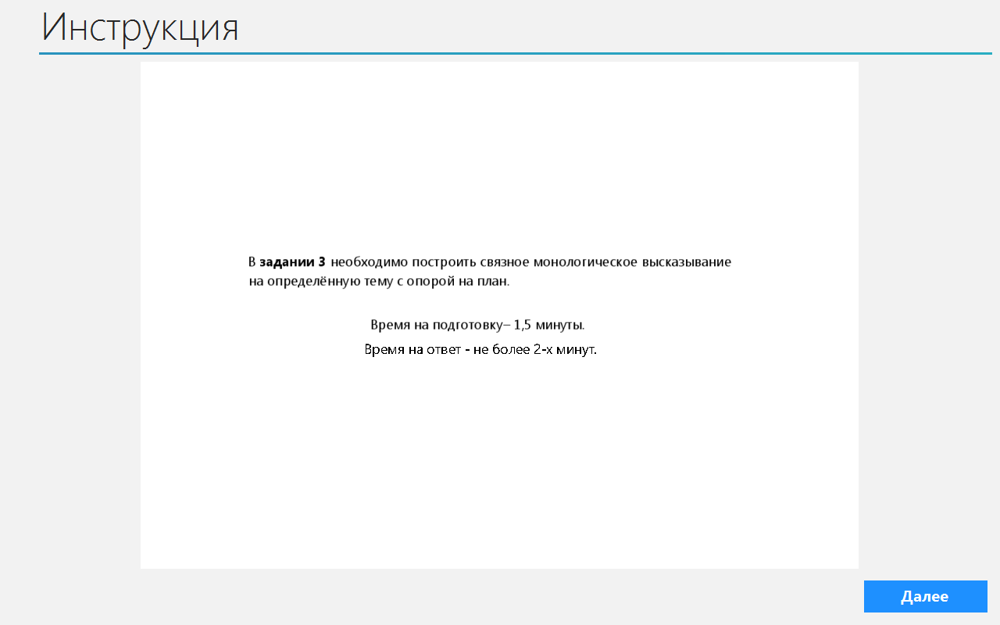 Инструкция
В задании 3 необходимо построить связное монологическое высказывание
на определённую тему с опорой на план.
Время на подготовку– 1,5 минуты.
Время на ответ - не более 2-х минут.
Далее